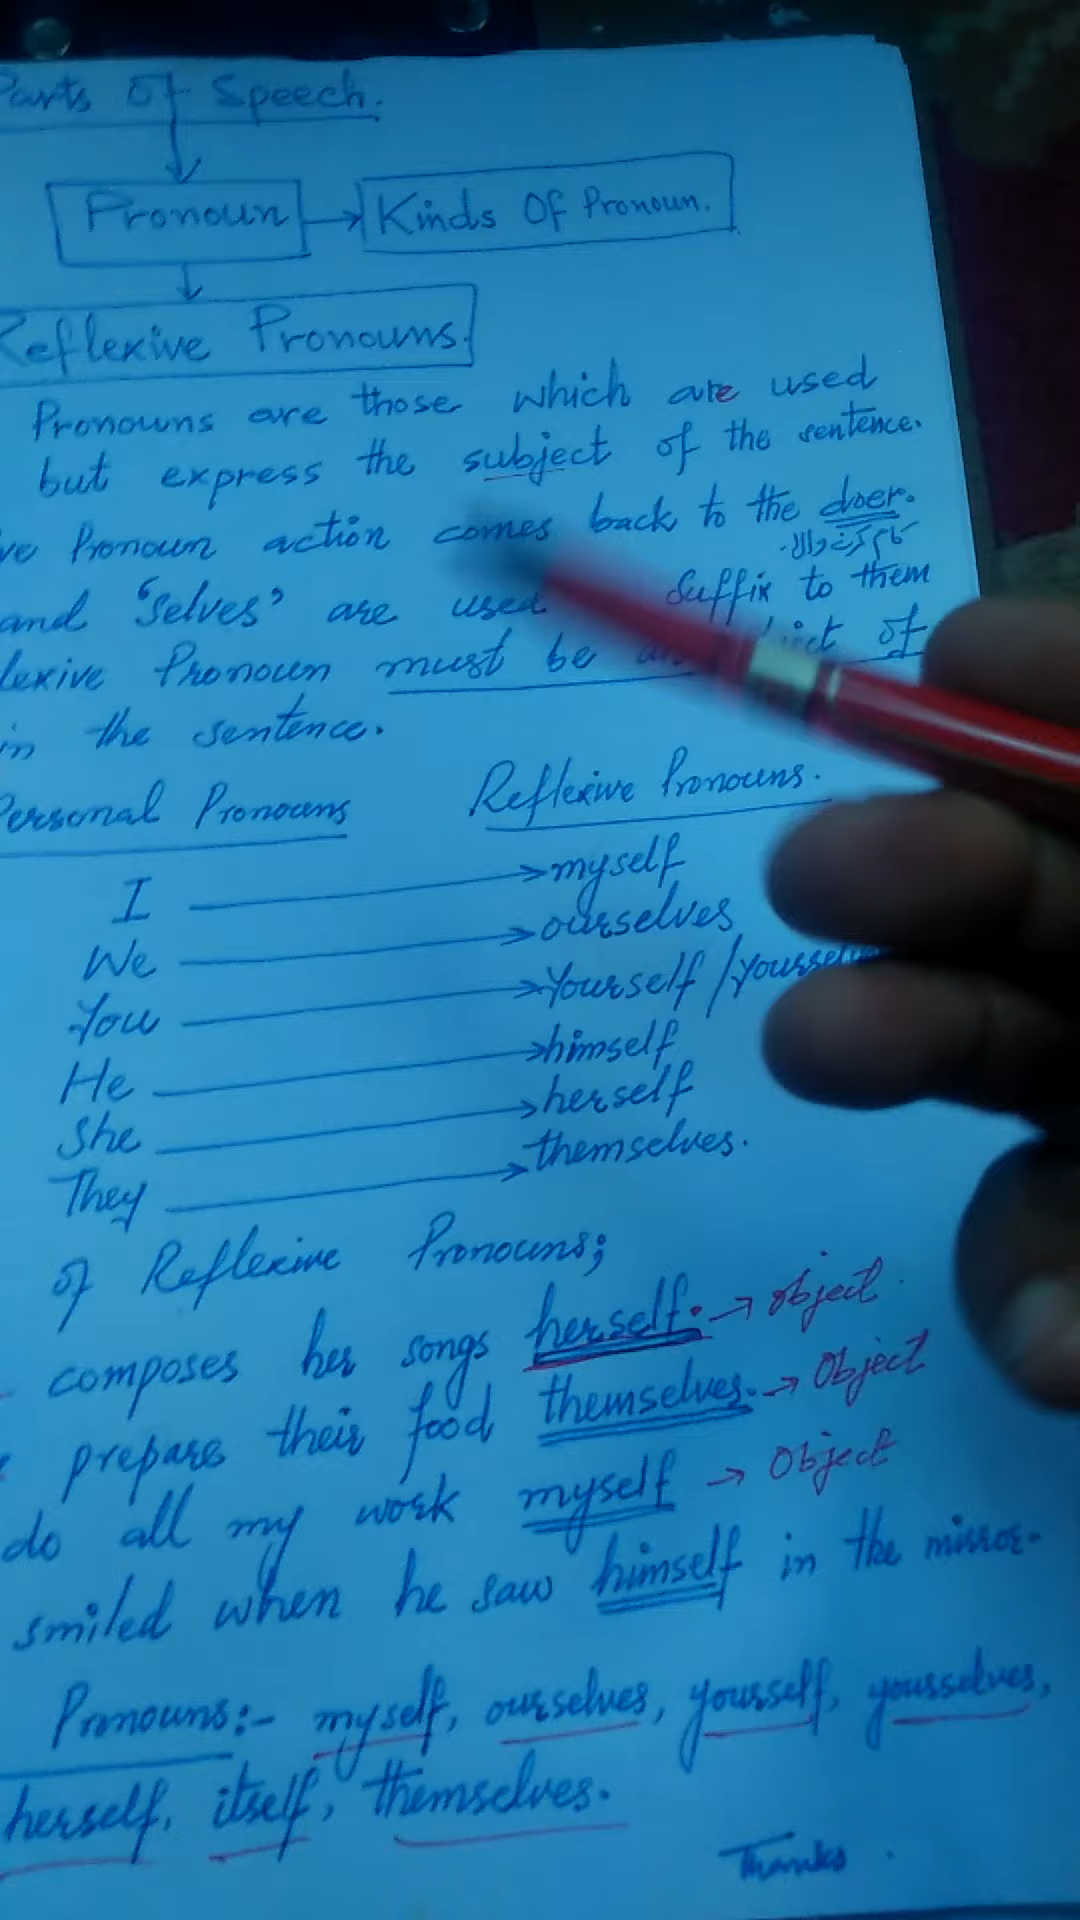 Parts Of Speech.
Pronoun Kinds Of Pronoun.
Reflexive Pronouns.
Pronouns are those which are used
but express the subject of the sentence.
ve Pronoun action comes back to the doer.
کام کرنے والا۔
and 'selves' are used Suffix to them
lexive Pronoun must be an of
in the sentence.
Personal Pronouns Reflexive Pronouns.
I myself
We ourselves
You Yourself /
He himself
She herself
They themselves.
of Reflexive Pronouns;
composes her songs herself. → Object
prepare their food themselves. → Object
do all my work myself → Object
smiled when he saw himself in the mirror.
Pronouns:- myself, ourselves, yourself, yourselves,
herself, itself, themselves.
Thanks.